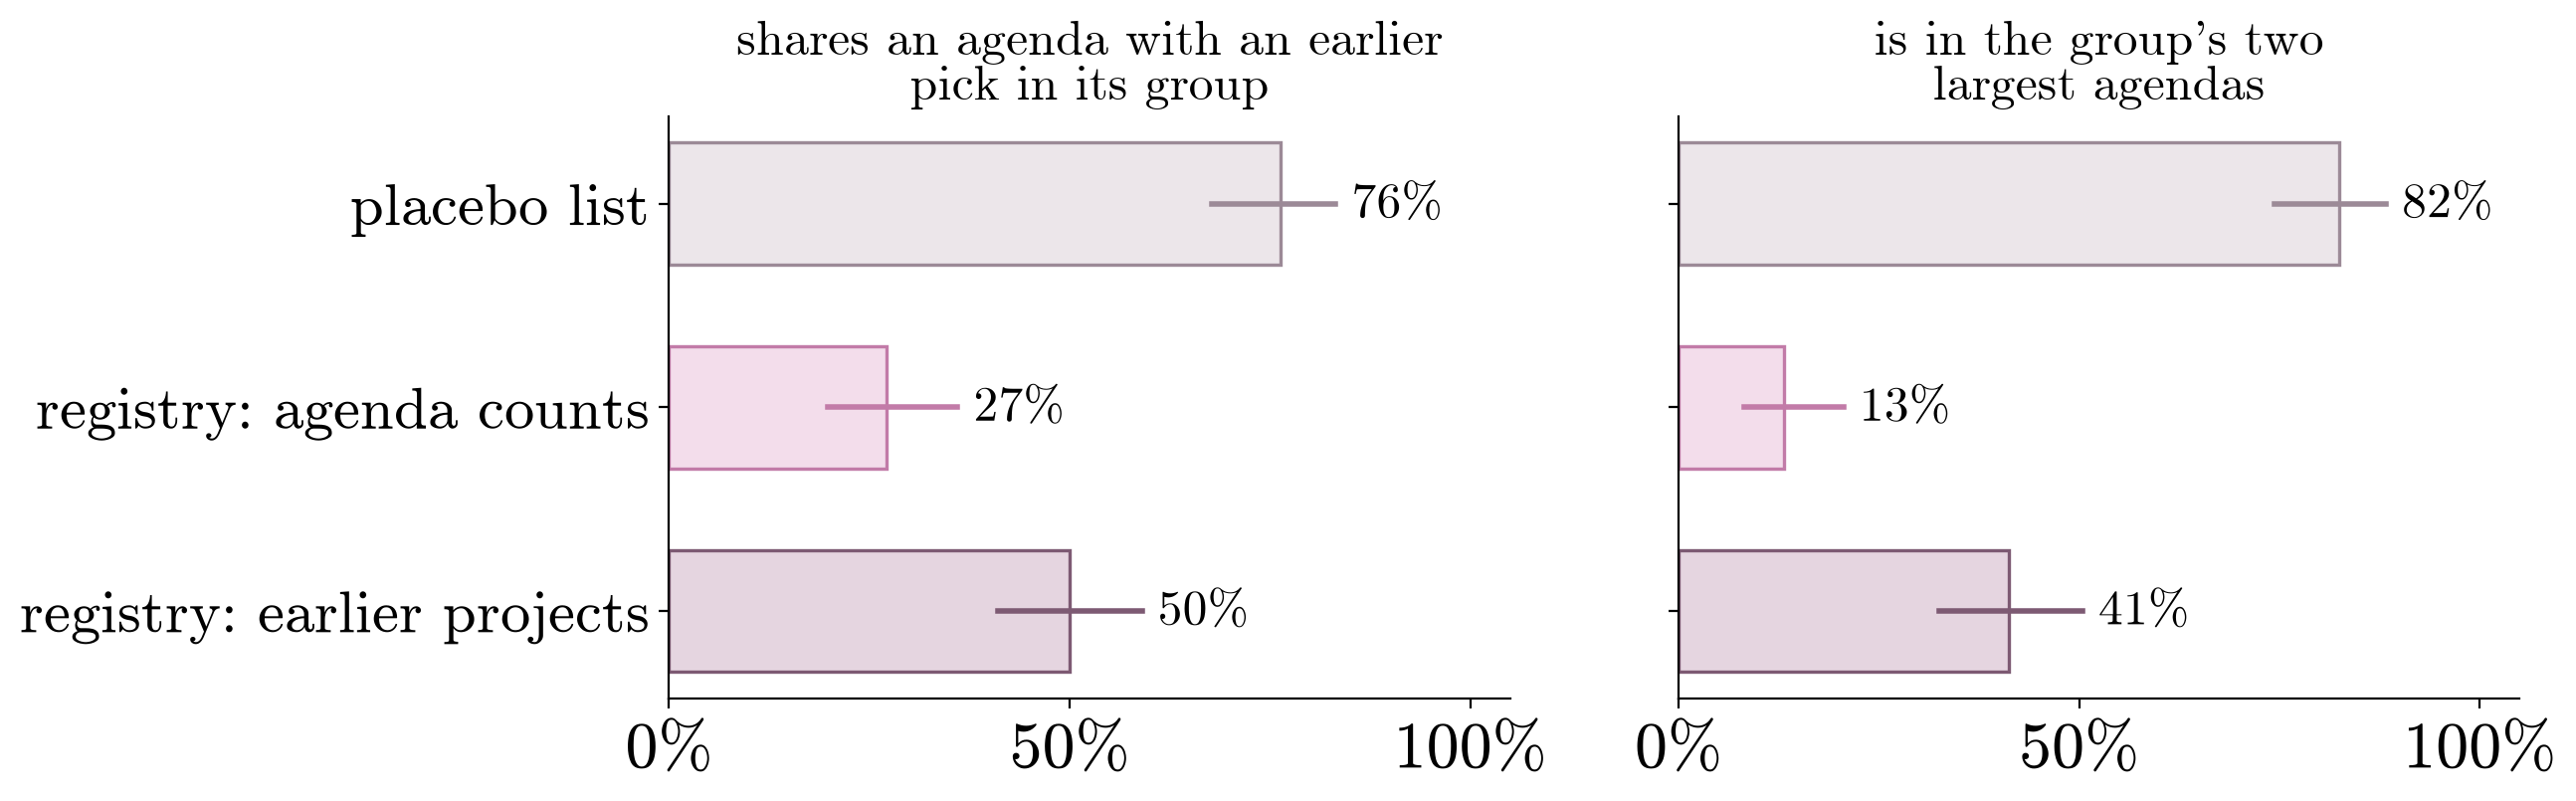 shares an agenda with an earlier
pick in its group
is in the group's two
largest agendas
placebo list
76%
82%
registry: agenda counts
27%
13%
registry: earlier projects
50%
41%
0%
50%
100%
0%
50%
100%